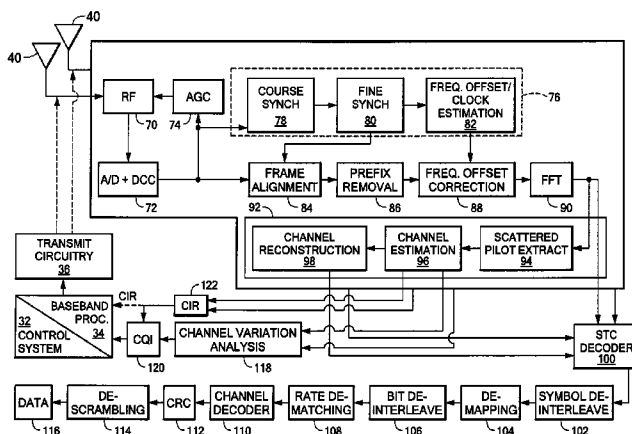 40
40
RF
70
AGC
74
COURSE
SYNCH
78
FINE
SYNCH
80
FREQ. OFFSET/
CLOCK
ESTIMATION
82
76
A/D + DCC
72
FRAME
ALIGNMENT
84
PREFIX
REMOVAL
86
FREQ. OFFSET
CORRECTION
88
FFT
90
92
CHANNEL
RECONSTRUCTION
98
CHANNEL
ESTIMATION
96
SCATTERED
PILOT EXTRACT
94
TRANSMIT
CIRCUITRY
36
CIR
122
CIR
BASEBAND
PROC.
34
32
CONTROL
SYSTEM
CQI
120
CHANNEL VARIATION
ANALYSIS
118
STC
DECODER
100
DATA
116
DE-
SCRAMBLING
114
CRC
112
CHANNEL
DECODER
110
RATE DE-
MATCHING
108
BIT DE-
INTERLEAVE
106
DE-
MAPPING
104
SYMBOL DE-
INTERLEAVE
102